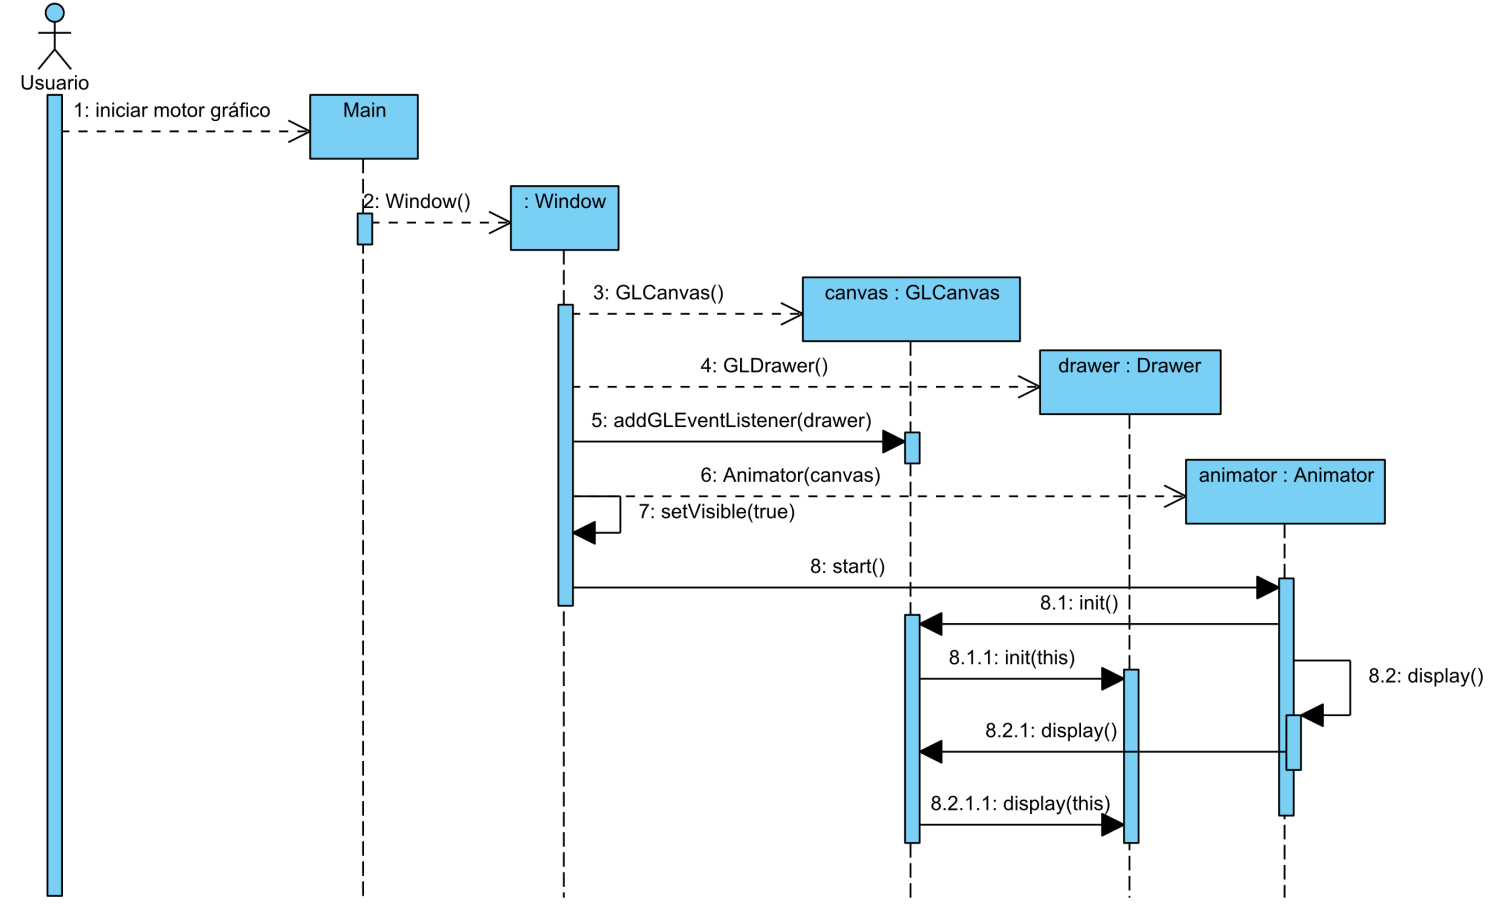 Usuario
1: iniciar motor gráfico
Main
2: Window()
: Window
3: GLCanvas()
canvas : GLCanvas
4: GLDrawer()
drawer : Drawer
5: addGLEventListener(drawer)
6: Animator(canvas)
animator : Animator
7: setVisible(true)
8: start()
8.1: init()
8.1.1: init(this)
8.2: display()
8.2.1: display()
8.2.1.1: display(this)